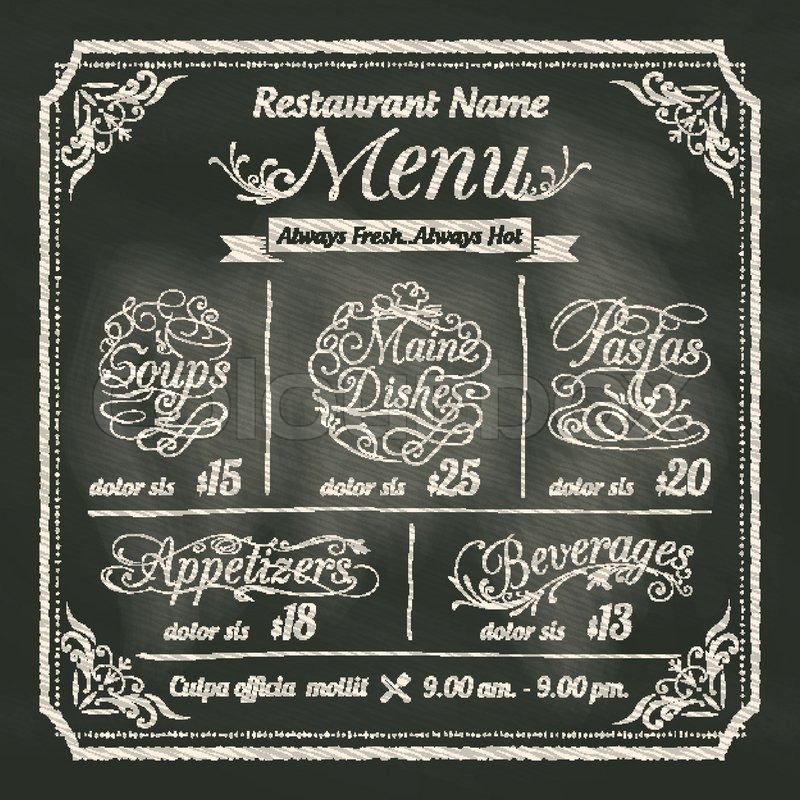 Restaurant Name
Menu
Always Fresh..Always Hot
Soups
dolor sis $15
Maine Dishes
dolor sis $25
Pastas
dolor sis $20
Appetizers
dolor sis $18
Beverages
dolor sis $13
Culpa officia mollit 9.00 am. - 9.00 pm.
colourbox